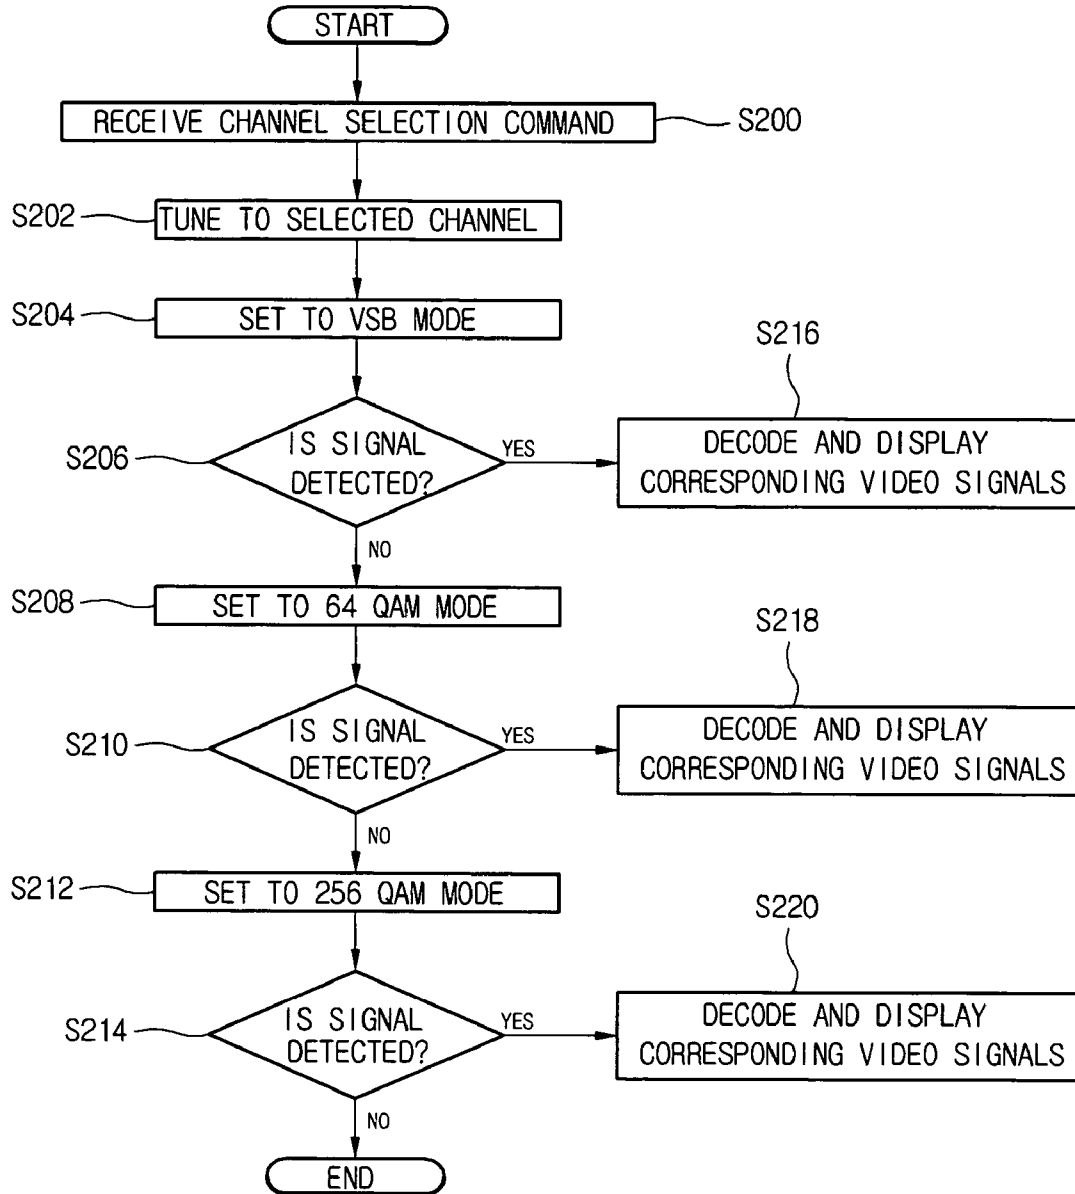 START
RECEIVE CHANNEL SELECTION COMMAND
S200
S202
TUNE TO SELECTED CHANNEL
S204
SET TO VSB MODE
S216
S206
IS SIGNAL
DETECTED?
YES
DECODE AND DISPLAY
CORRESPONDING VIDEO SIGNALS
NO
S208
SET TO 64 QAM MODE
S218
S210
IS SIGNAL
DETECTED?
YES
DECODE AND DISPLAY
CORRESPONDING VIDEO SIGNALS
NO
S212
SET TO 256 QAM MODE
S220
S214
IS SIGNAL
DETECTED?
YES
DECODE AND DISPLAY
CORRESPONDING VIDEO SIGNALS
NO
END